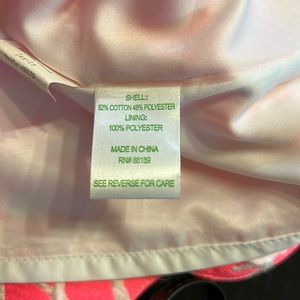 SHELL:
52% COTTON 48% POLYESTER
LINING:
100% POLYESTER
MADE IN CHINA
RN# 88189
SEE REVERSE FOR CARE